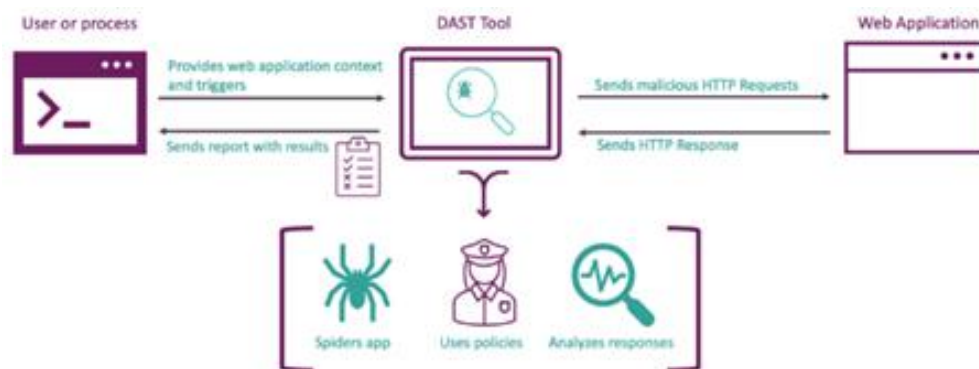 User or process
DAST Tool
Web Application
Provides web application context
and triggers
Sends malicious HTTP Requests
Sends report with results
Sends HTTP Response
Spiders app
Uses policies
Analyzes responses